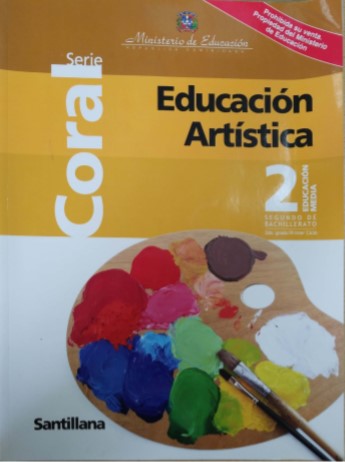 Prohibida su venta.
Propiedad del Ministerio
de Educación
Ministerio de Educación
Serie
Coral
Educación
Artística
2
EDUCACIÓN
MEDIA
SEGUNDO DE
BACHILLERATO
Santillana